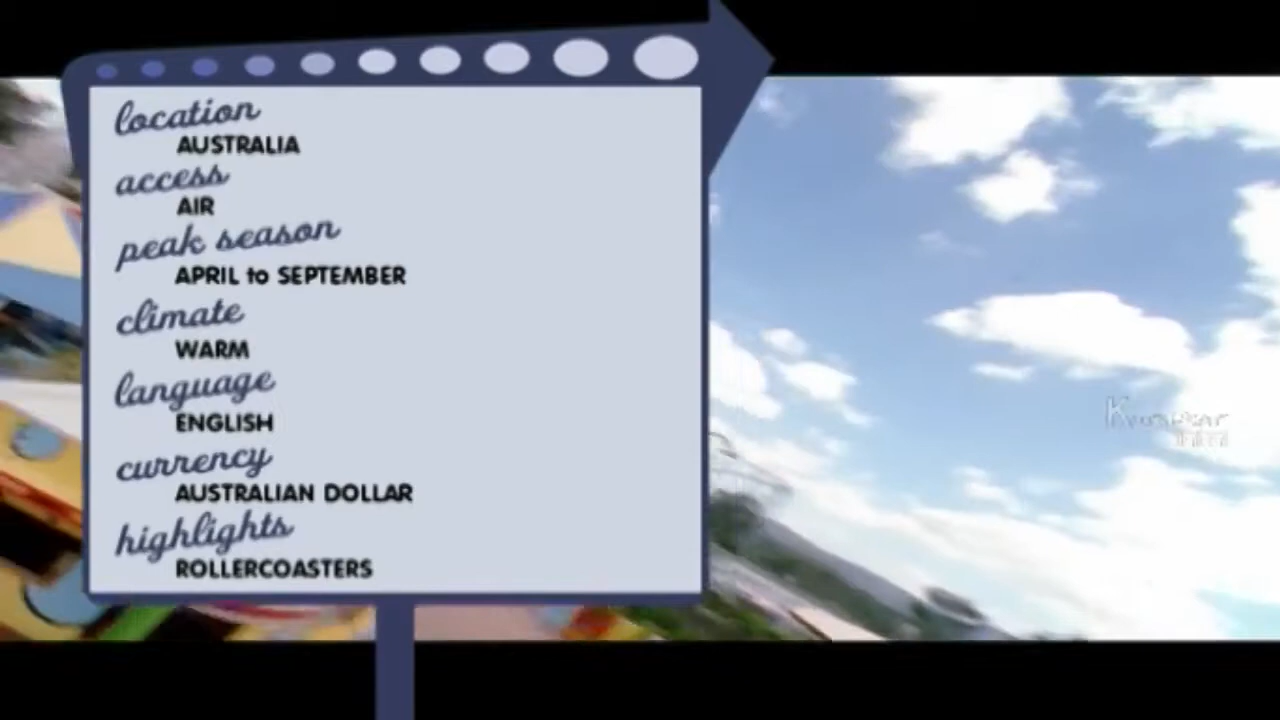 location
AUSTRALIA
access
AIR
peak season
APRIL to SEPTEMBER
climate
WARM
language
ENGLISH
currency
AUSTRALIAN DOLLAR
highlights
ROLLERCOASTERS